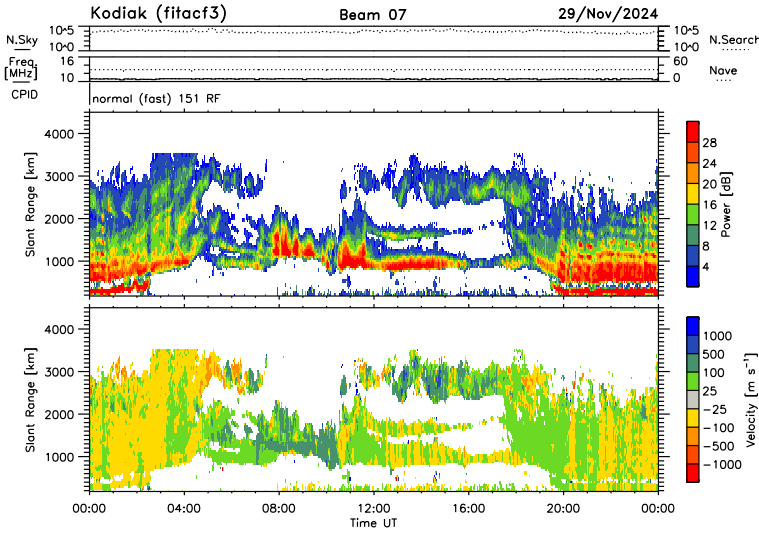 Kodiak (fitacf3) Beam 07 29/Nov/2024
N.Sky 10^5 10^0 10^5 10^0 N.Search
Freq. [MHz] 16 10 60 0 Nave
CPID normal (fast) 151 RF
Slant Range [km] 4000 3000 2000 1000
28 24 20 16 12 8 4 Power [dB]
Slant Range [km] 4000 3000 2000 1000
1000 500 100 25 −25 −100 −500 −1000 Velocity [m s⁻¹]
00:00 04:00 08:00 12:00 16:00 20:00 00:00
Time UT